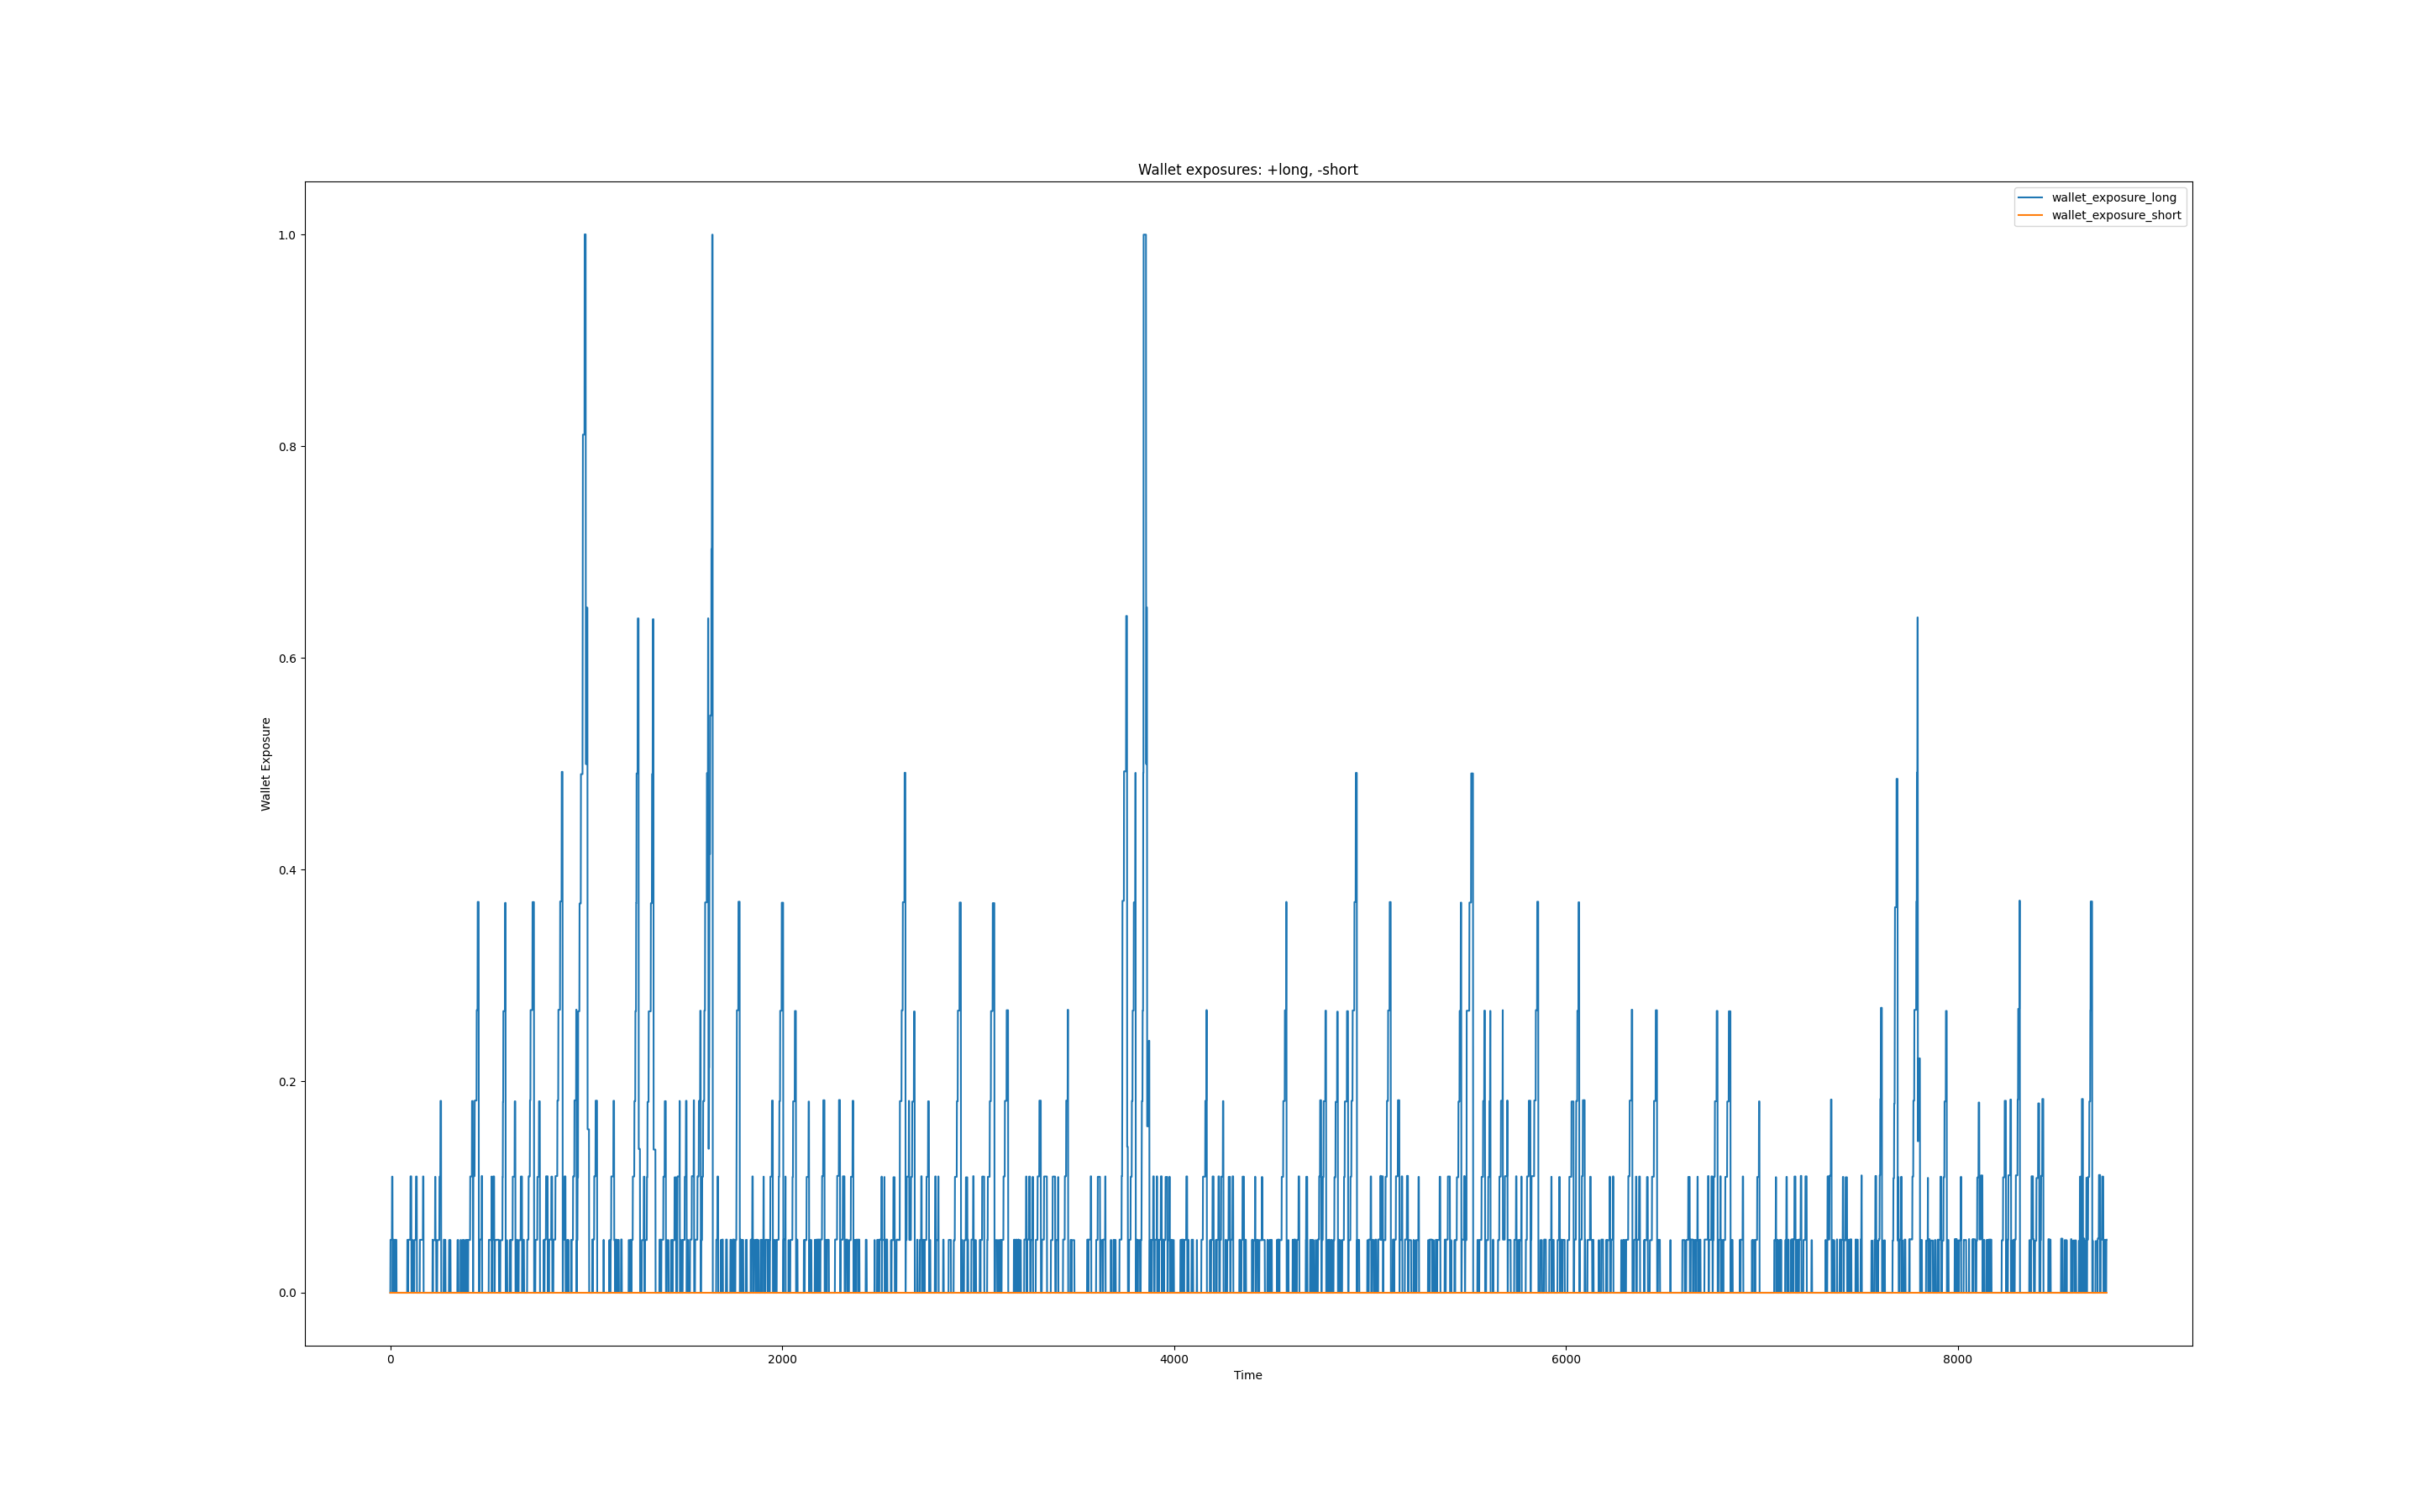 Wallet exposures: +long, -short
wallet_exposure_long
wallet_exposure_short
1.0
0.8
0.6
0.4
0.2
0.0
Wallet Exposure
0 2000 4000 6000 8000
Time